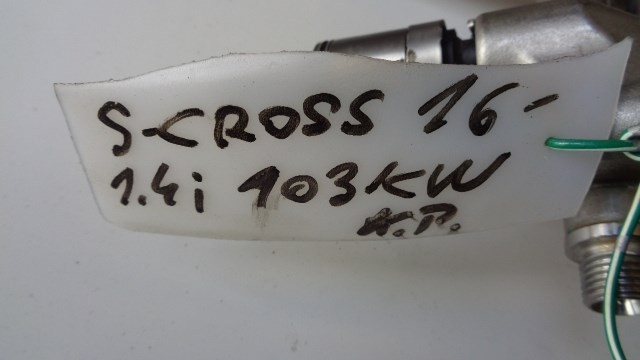 S-CROSS 16-
1.4i 103KW
A.P.